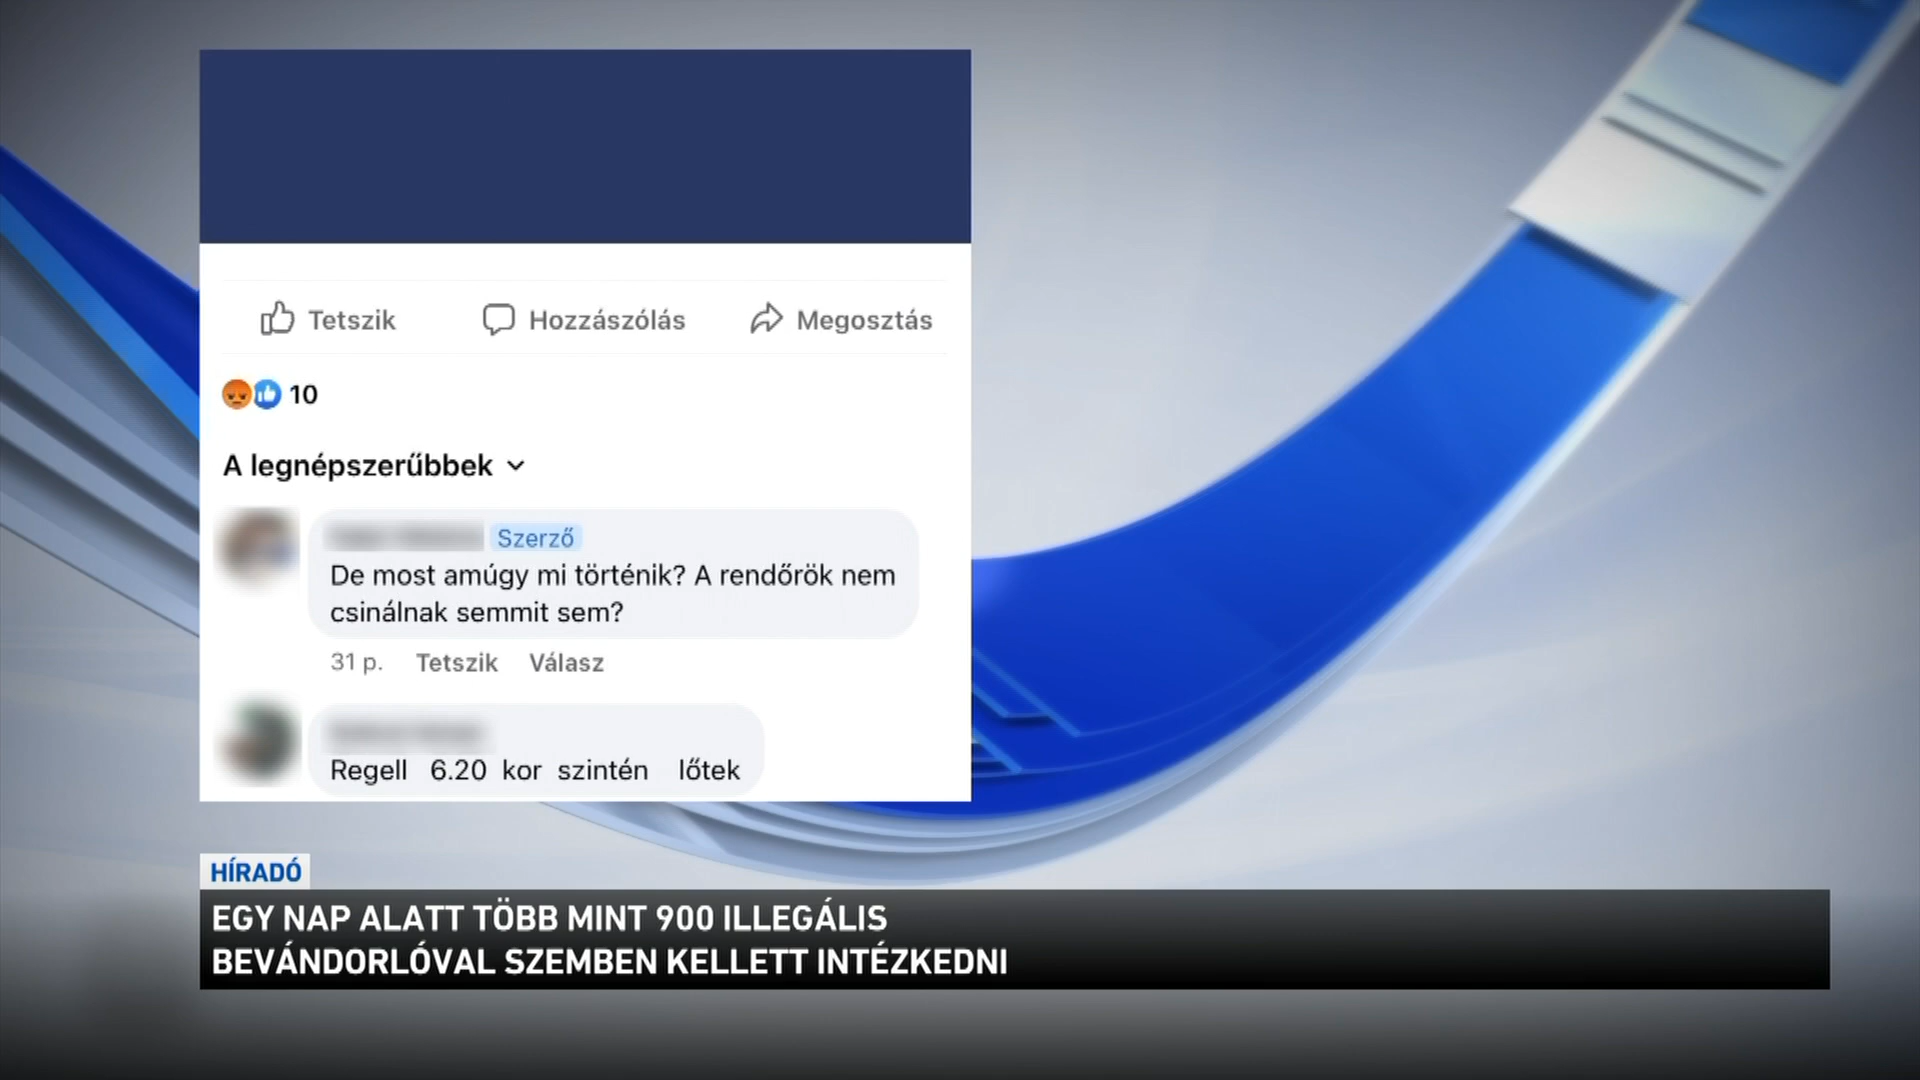 Tetszik Hozzászólás Megosztás
10
A legnépszerűbbek
Szerző
De most amúgy mi történik? A rendőrök nem
csinálnak semmit sem?
31 p. Tetszik Válasz
Regell 6.20 kor szintén lőtek
HÍRADÓ
EGY NAP ALATT TÖBB MINT 900 ILLEGÁLIS
BEVÁNDORLÓVAL SZEMBEN KELLETT INTÉZKEDNI